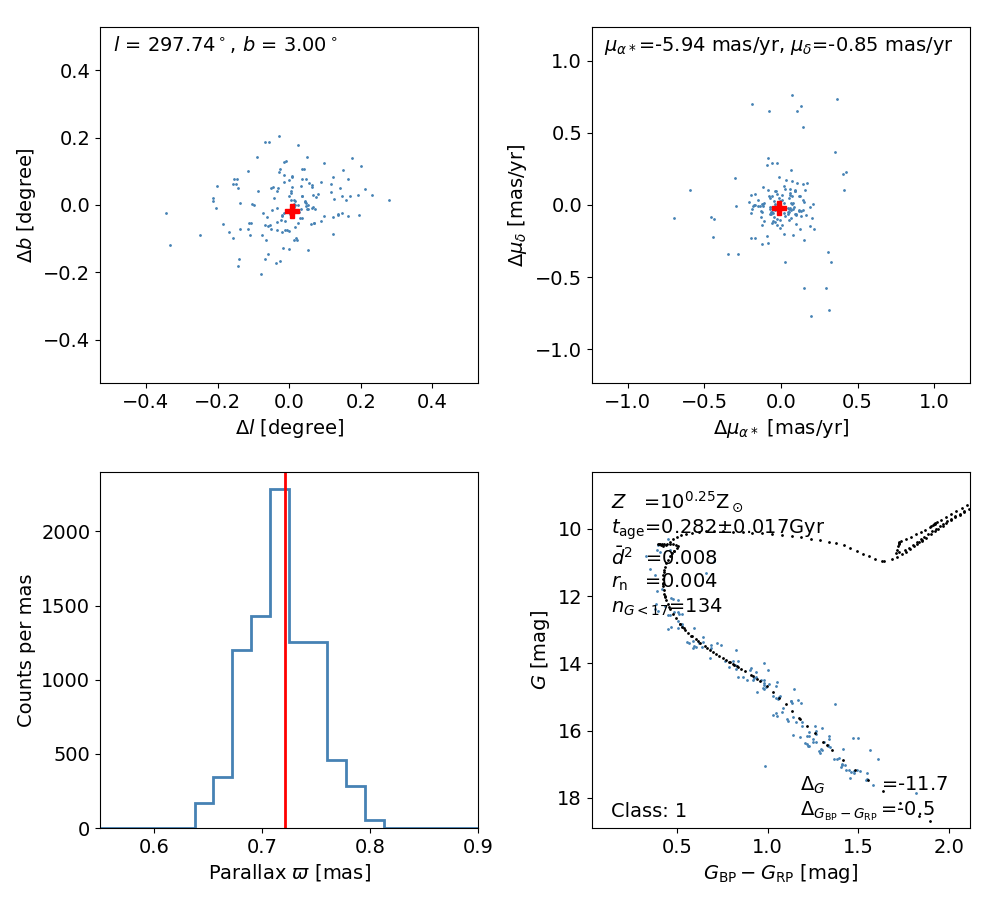 l = 297.74°, b = 3.00°
0.4
0.2
0.0
−0.2
−0.4
Δb [degree]
−0.4 −0.2 0.0 0.2 0.4
Δl [degree]
μα∗=-5.94 mas/yr, μδ=-0.85 mas/yr
1.0
0.5
0.0
−0.5
−1.0
Δμδ [mas/yr]
−1.0 −0.5 0.0 0.5 1.0
Δμα∗ [mas/yr]
2000
1500
1000
500
0
Counts per mas
0.6 0.7 0.8 0.9
Parallax ϖ [mas]
Z =10^0.25 Z⊙
t_age=0.282±0.017Gyr
d̄² =0.008
r_n =0.004
n_G<17=134
10
12
14
16
18
G [mag]
Δ_G =-11.7
Class: 1
Δ_GBP−GRP =-0.5
0.5 1.0 1.5 2.0
G_BP − G_RP [mag]